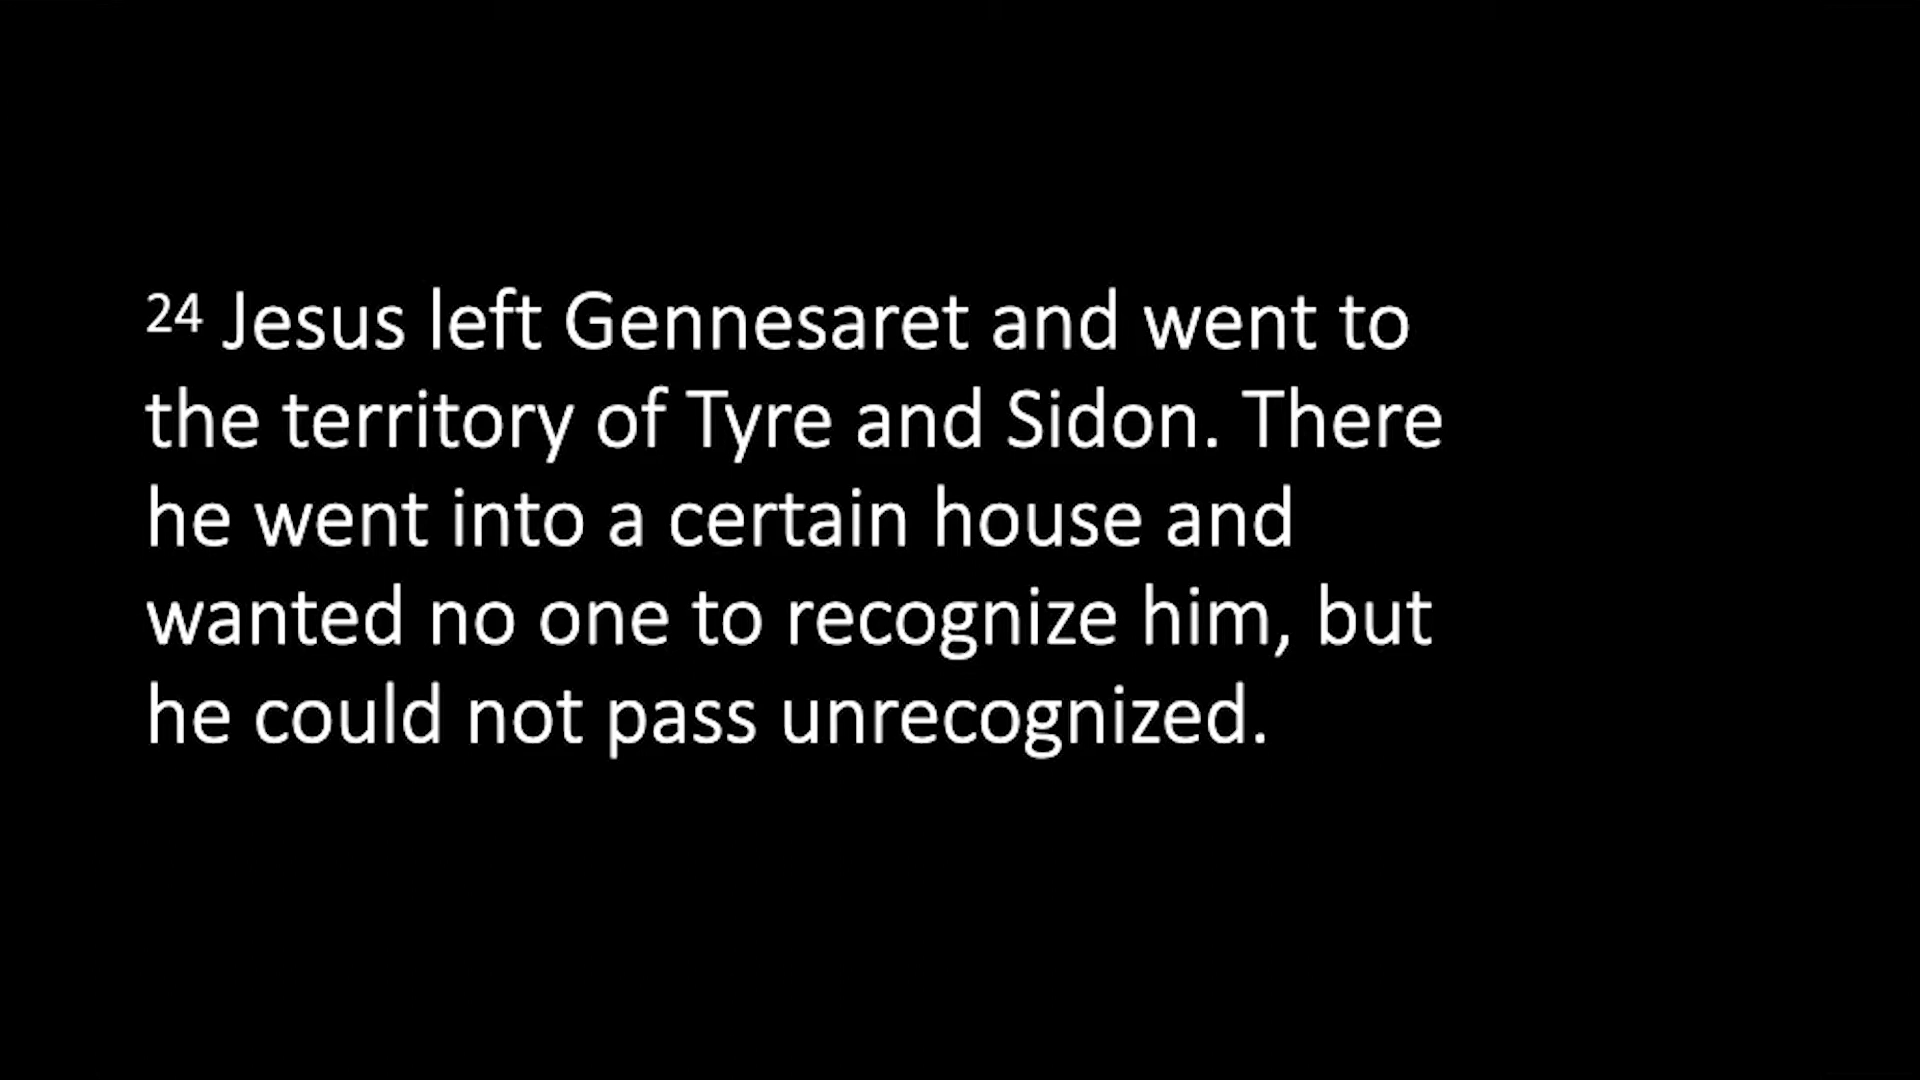 24 Jesus left Gennesaret and went to
the territory of Tyre and Sidon. There
he went into a certain house and
wanted no one to recognize him, but
he could not pass unrecognized.